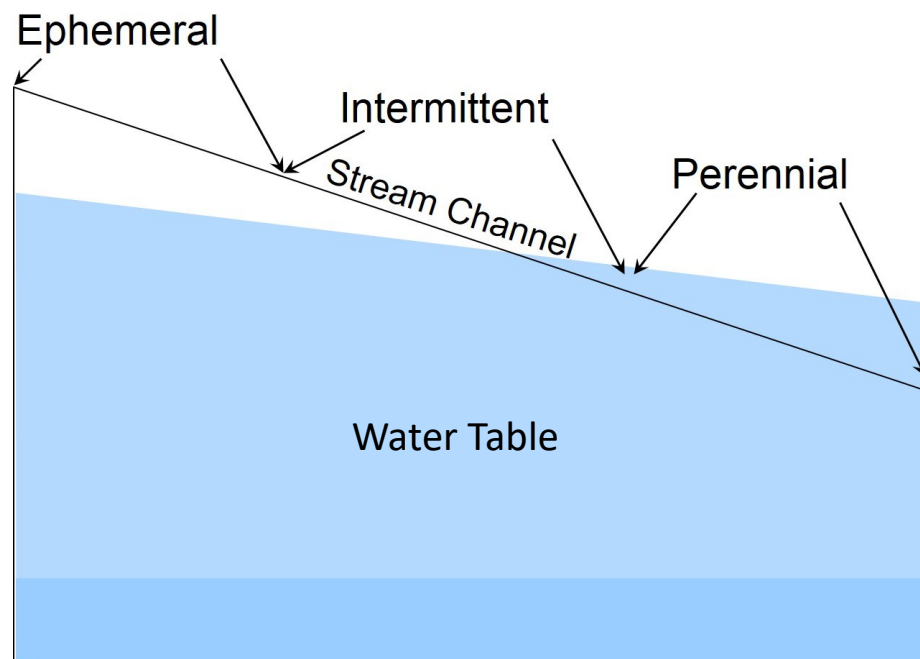 Ephemeral
Intermittent
Stream Channel
Perennial
Water Table